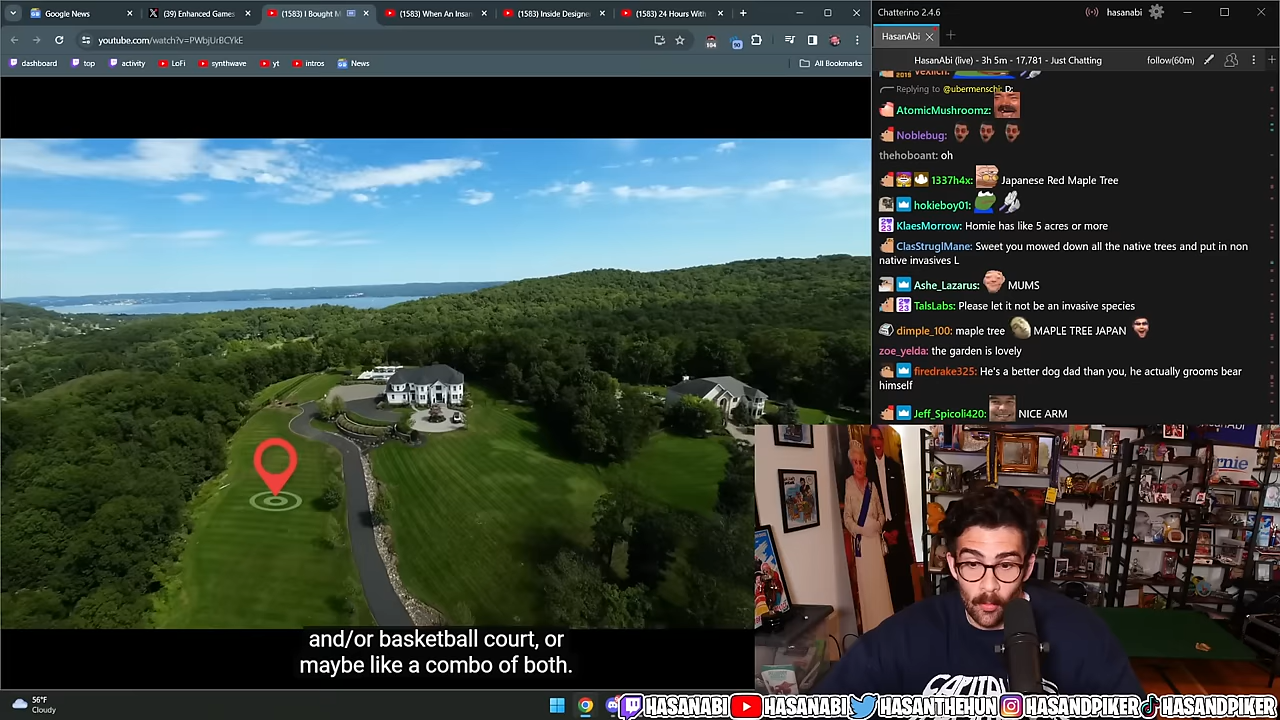 Google News
(39) Enhanced Games
(1583) I Bought M
(1583) When An Insan
(1583) Inside Designe
(1583) 24 Hours With
youtube.com/watch?v=PWbjUrBCYkE
104
90
dashboard
top
activity
LoFi
synthwave
yt
intros
News
All Bookmarks
Chatterino 2.4.6
hasanabi
HasanAbi
HasanAbi (live) - 3h 5m - 17,781 - Just Chatting
follow(60m)
Vexlich:
Replying to @ubermenschi: D:
AtomicMushroomz:
Noblebug:
thehoboant: oh
1337h4x: Japanese Red Maple Tree
hokieboy01:
KlaesMorrow: Homie has like 5 acres or more
ClasStruglMane: Sweet you mowed down all the native trees and put in non
native invasives L
Ashe_Lazarus: MUMS
TalsLabs: Please let it not be an invasive species
dimple_100: maple tree MAPLE TREE JAPAN
zoe_yelda: the garden is lovely
firedrake325: He's a better dog dad than you, he actually grooms bear
himself
Jeff_Spicoli420: NICE ARM
and/or basketball court, or
maybe like a combo of both.
56°F
Cloudy
HASANABI
HASANABI
HASANTHEHUN
HASANDPIKER
HASANDPIKER